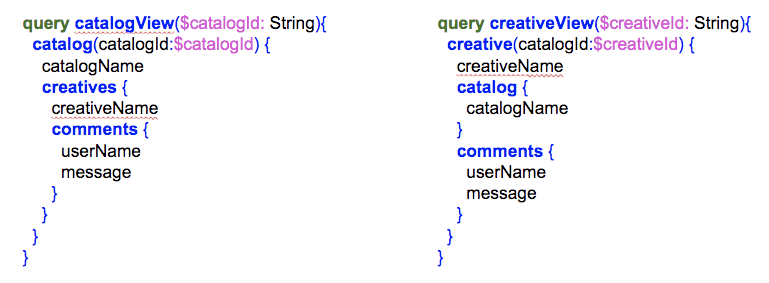 query catalogView($catalogId: String){
catalog(catalogId:$catalogId) {
catalogName
creatives {
creativeName
comments {
userName
message
}
}
}
}
query creativeView($creativeId: String){
creative(catalogId:$creativeId) {
creativeName
catalog {
catalogName
}
comments {
userName
message
}
}
}